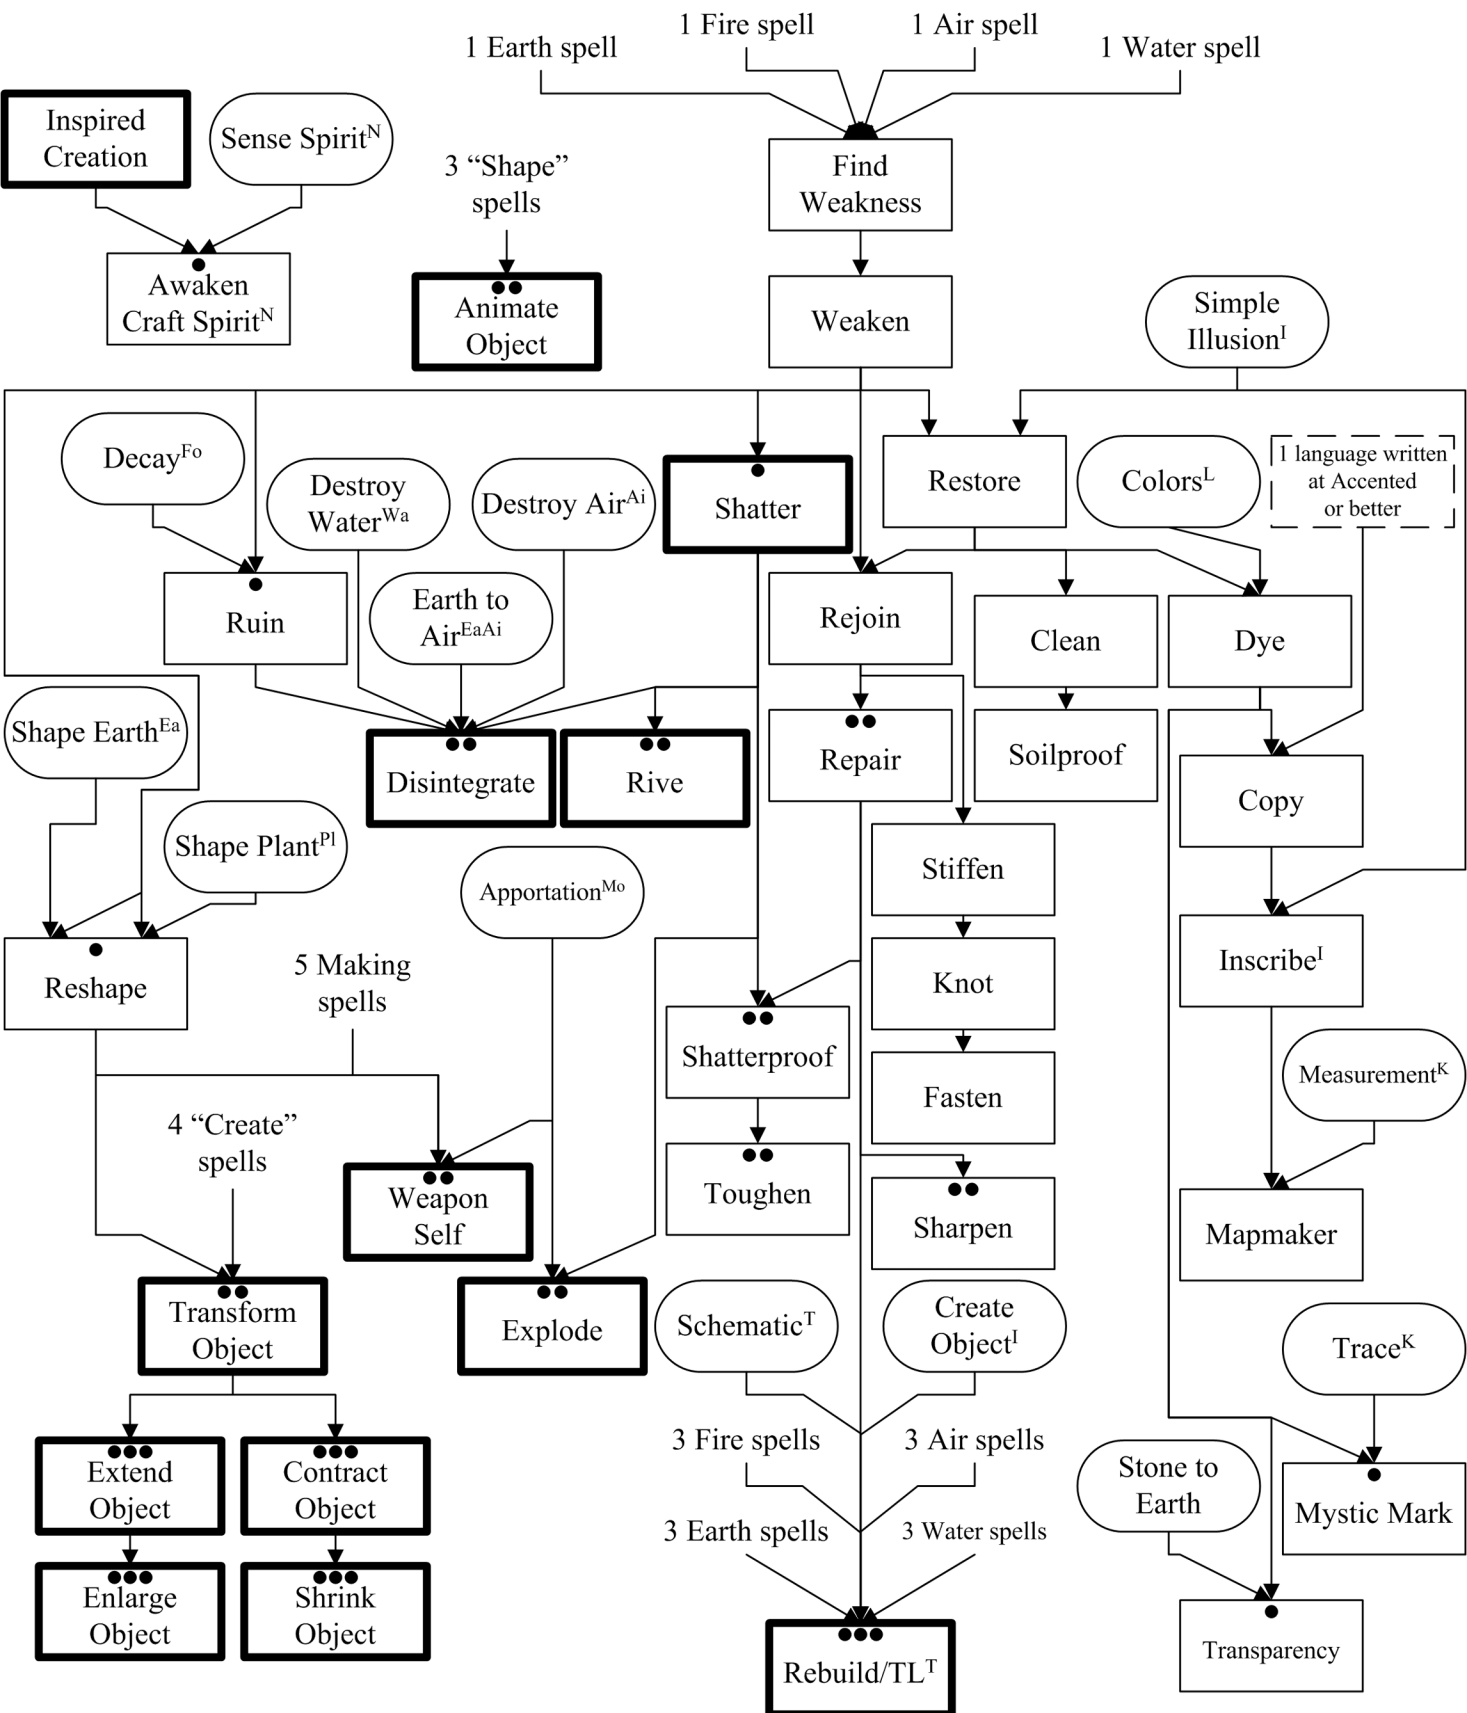 1 Earth spell
1 Fire spell
1 Air spell
1 Water spell
Inspired
Creation
Sense Spirit^N
3 “Shape”
spells
Find
Weakness
Awaken
Craft Spirit^N
Animate
Object
Weaken
Simple
Illusion^I
Decay^Fo
Destroy
Water^Wa
Destroy Air^Ai
Shatter
Restore
Colors^L
1 language written
at Accented
or better
Ruin
Earth to
Air^EaAi
Rejoin
Clean
Dye
Shape Earth^Ea
Disintegrate
Rive
Repair
Soilproof
Copy
Shape Plant^Pl
Apportation^Mo
Stiffen
Reshape
5 Making
spells
Knot
Inscribe^I
Shatterproof
Measurement^K
Fasten
4 “Create”
spells
Weapon
Self
Toughen
Sharpen
Mapmaker
Transform
Object
Explode
Schematic^T
Create
Object^I
Trace^K
3 Fire spells
3 Air spells
Extend
Object
Contract
Object
Stone to
Earth
Mystic Mark
3 Earth spells
3 Water spells
Enlarge
Object
Shrink
Object
Rebuild/TL^T
Transparency